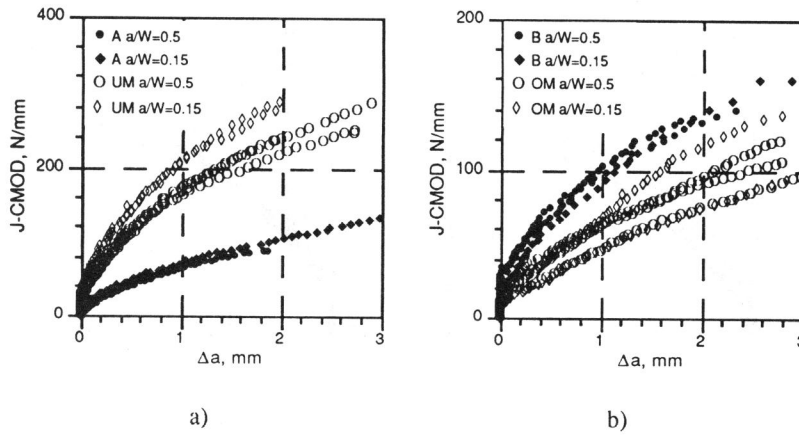 400
200
0
J-CMOD, N/mm
A a/W=0.5
A a/W=0.15
UM a/W=0.5
UM a/W=0.15
0 1 2 3
Δa, mm
a)
200
100
0
J-CMOD, N/mm
B a/W=0.5
B a/W=0.15
OM a/W=0.5
OM a/W=0.15
0 1 2 3
Δa, mm
b)